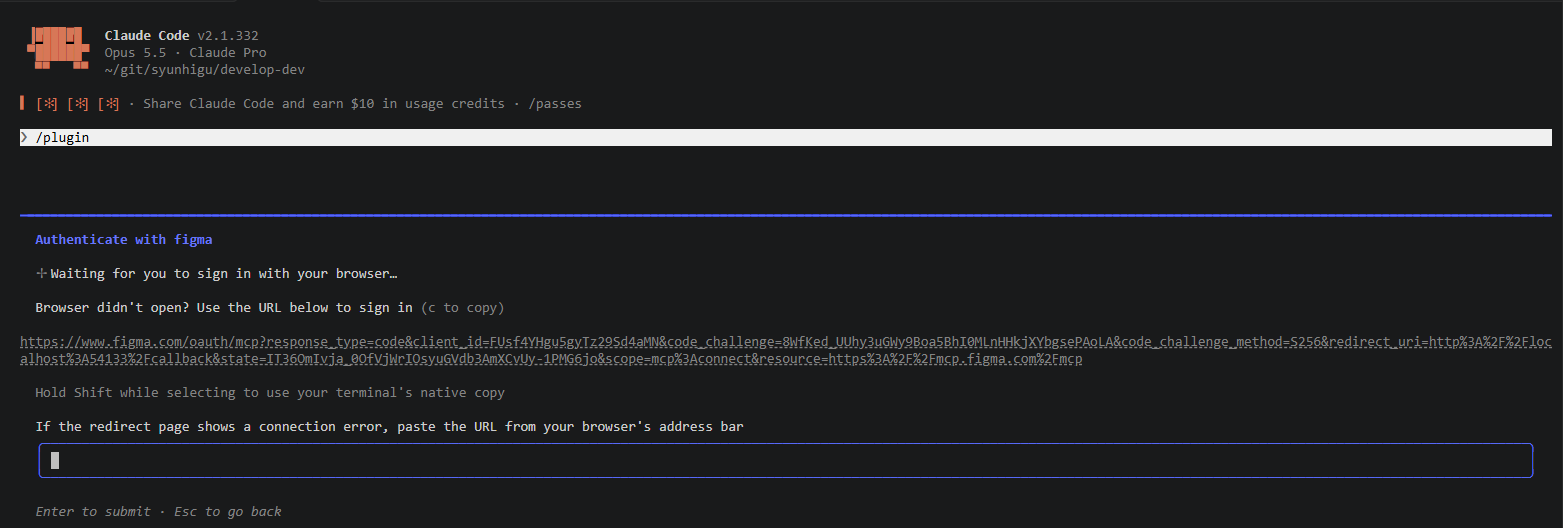 Claude Code v2.1.332
Opus 5.5 · Claude Pro
~/git/syunhigu/develop-dev
[※] [※] [※] · Share Claude Code and earn $10 in usage credits · /passes
❯ /plugin
Authenticate with figma
Waiting for you to sign in with your browser…
Browser didn't open? Use the URL below to sign in (c to copy)
https://www.figma.com/oauth/mcp?response_type=code&client_id=FUsf4YHgu5gyTz29Sd4aMN&code_challenge=8WfKed_UUhy3uGWy9Boa5BhI0MLnHHkjXYbgsePAoLA&code_challenge_method=S256&redirect_uri=http%3A%2F%2Floc
alhost%3A54133%2Fcallback&state=IT36OmIvja_0OfVjWrIOsyuGVdb3AmXCvUy-1PMG6jo&scope=mcp%3Aconnect&resource=https%3A%2F%2Fmcp.figma.com%2Fmcp
Hold Shift while selecting to use your terminal's native copy
If the redirect page shows a connection error, paste the URL from your browser's address bar
Enter to submit · Esc to go back